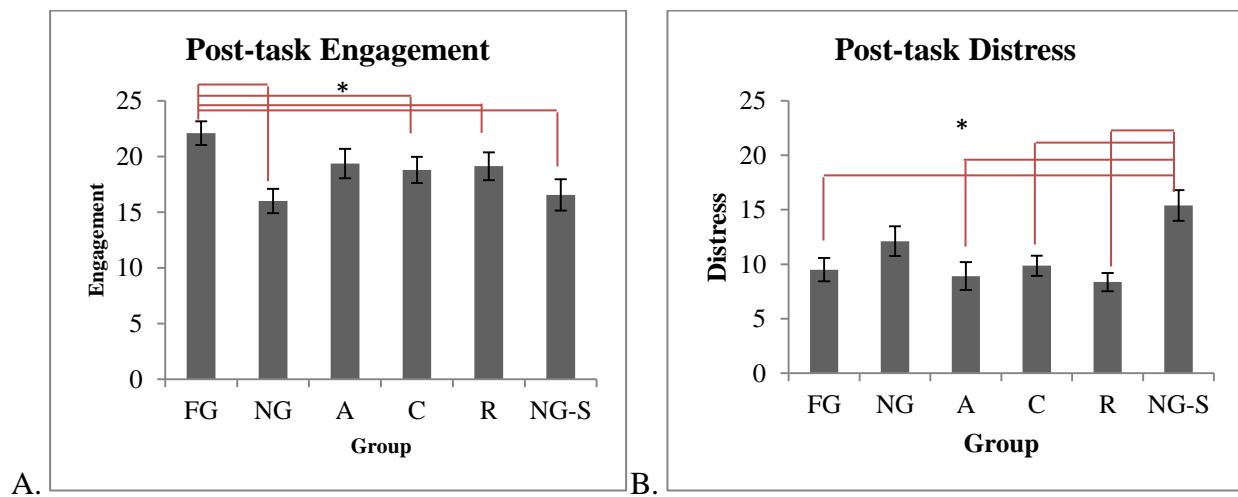 Post-task Engagement
*
25
20
15
10
5
0
Engagement
FG NG A C R NG-S
Group
A.
Post-task Distress
*
25
20
15
10
5
0
Distress
FG NG A C R NG-S
Group
B.